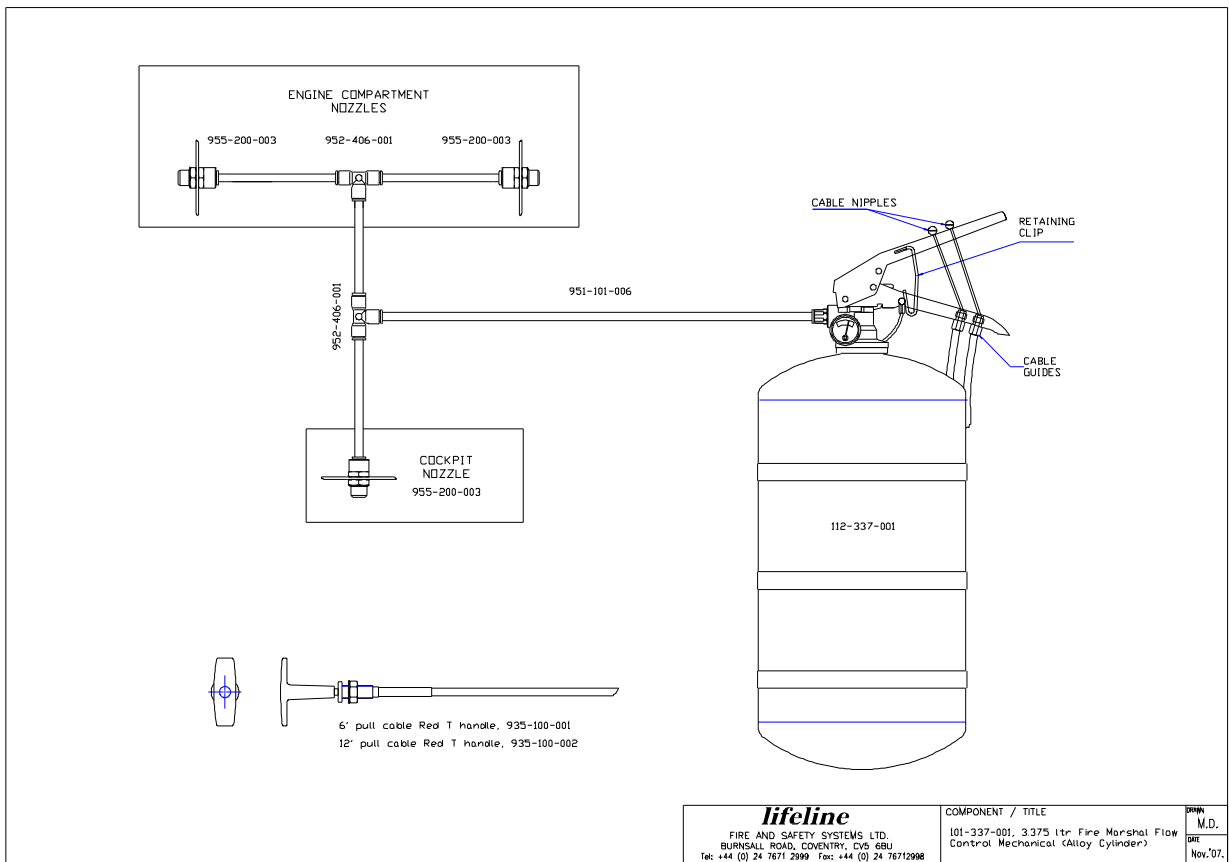 ENGINE COMPARTMENT
NOZZLES
955-200-003
952-406-001
955-200-003
CABLE NIPPLES
RETAINING
CLIP
952-406-001
951-101-006
CABLE
GUIDES
COCKPIT
NOZZLE
955-200-003
112-337-001
6' pull cable Red T handle, 935-100-001
12' pull cable Red T handle, 935-100-002
lifeline
FIRE AND SAFETY SYSTEMS LTD.
BURNSALL ROAD, COVENTRY, CV5 6BU
Tel: +44 (0) 24 7671 2999 Fax: +44 (0) 24 76712998
COMPONENT / TITLE
101-337-001, 3.375 ltr Fire Marshal Flow
Control Mechanical (Alloy Cylinder)
DRAWN
M.D.
DATE
Nov.'07.